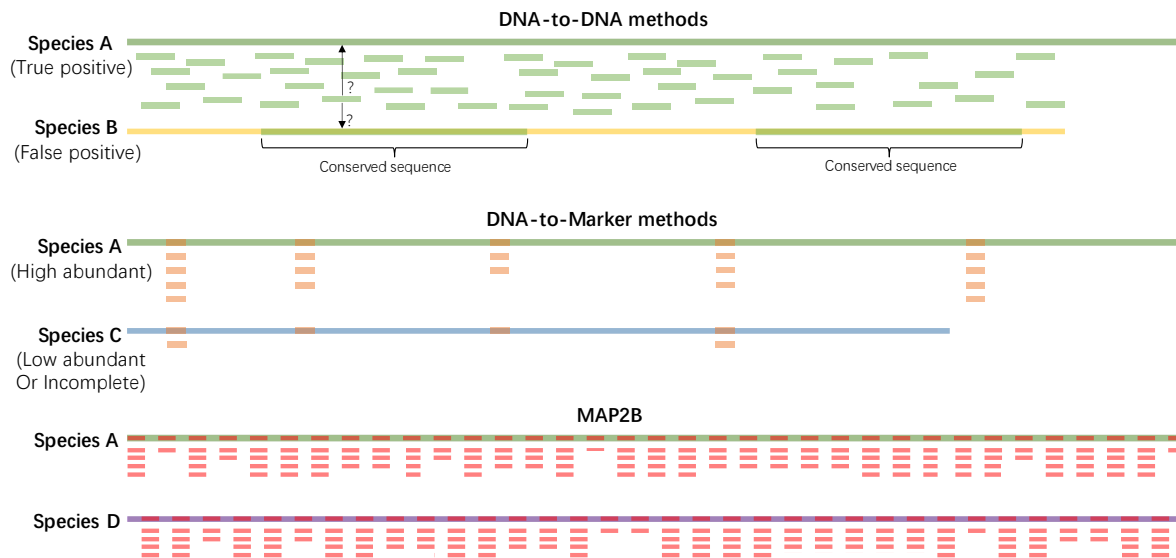 DNA-to-DNA methods
Species A
(True positive)
?
?
Species B
(False positive)
Conserved sequence
Conserved sequence
DNA-to-Marker methods
Species A
(High abundant)
Species C
(Low abundant
Or Incomplete)
MAP2B
Species A
Species D